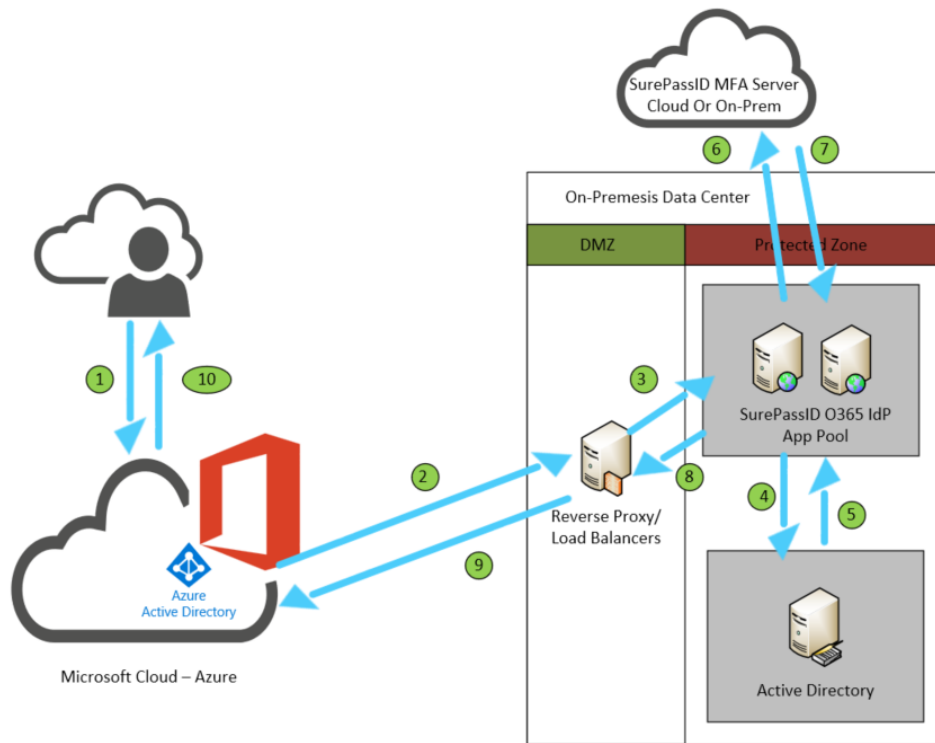 SurePassID MFA Server
Cloud Or On-Prem
6
7
On-Premesis Data Center
DMZ
Protected Zone
1
10
3
SurePassID O365 IdP
App Pool
2
8
4
5
Reverse Proxy/
Load Balancers
9
Azure
Active Directory
Microsoft Cloud – Azure
Active Directory